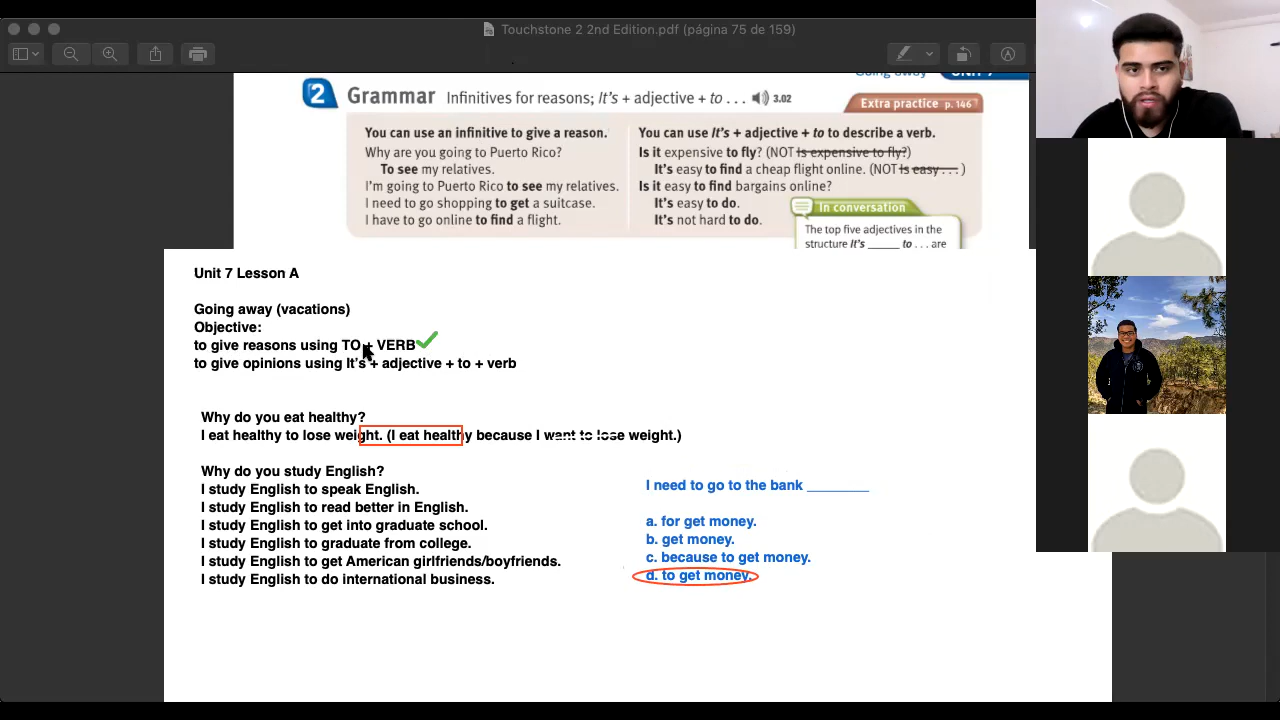 Touchstone 2 2nd Edition.pdf (página 75 de 159)
Going away UNIT 7
2 Grammar Infinitives for reasons; It's + adjective + to . . . 3.02
Extra practice p. 146
You can use an infinitive to give a reason.
Why are you going to Puerto Rico?
To see my relatives.
I'm going to Puerto Rico to see my relatives.
I need to go shopping to get a suitcase.
I have to go online to find a flight.
You can use It's + adjective + to to describe a verb.
Is it expensive to fly? (NOT Is expensive to fly?)
It's easy to find a cheap flight online. (NOT Is easy . . . )
Is it easy to find bargains online?
It's easy to do.
It's not hard to do.
In conversation
The top five adjectives in the
structure It's _____ to . . . are
Unit 7 Lesson A
Going away (vacations)
Objective:
to give reasons using TO + VERB
to give opinions using It's + adjective + to + verb
Why do you eat healthy?
I eat healthy to lose weight. (I eat healthy because I want to lose weight.)
Why do you study English?
I study English to speak English.
I study English to read better in English.
I study English to get into graduate school.
I study English to graduate from college.
I study English to get American girlfriends/boyfriends.
I study English to do international business.
I need to go to the bank ________
a. for get money.
b. get money.
c. because to get money.
d. to get money.